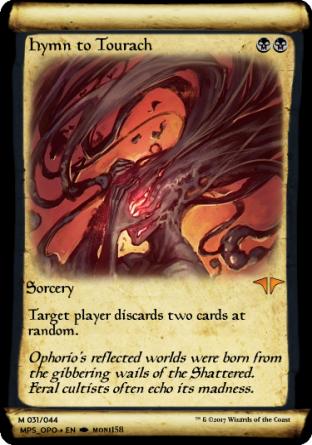 Hymn to Tourach
Sorcery
Target player discards two cards at
random.
Ophorio's reflected worlds were born from
the gibbering wails of the Shattered.
Feral cultists often echo its madness.
M 031/044
™ & ©2017 Wizards of the Coast
MPS_OPO • EN MONI158